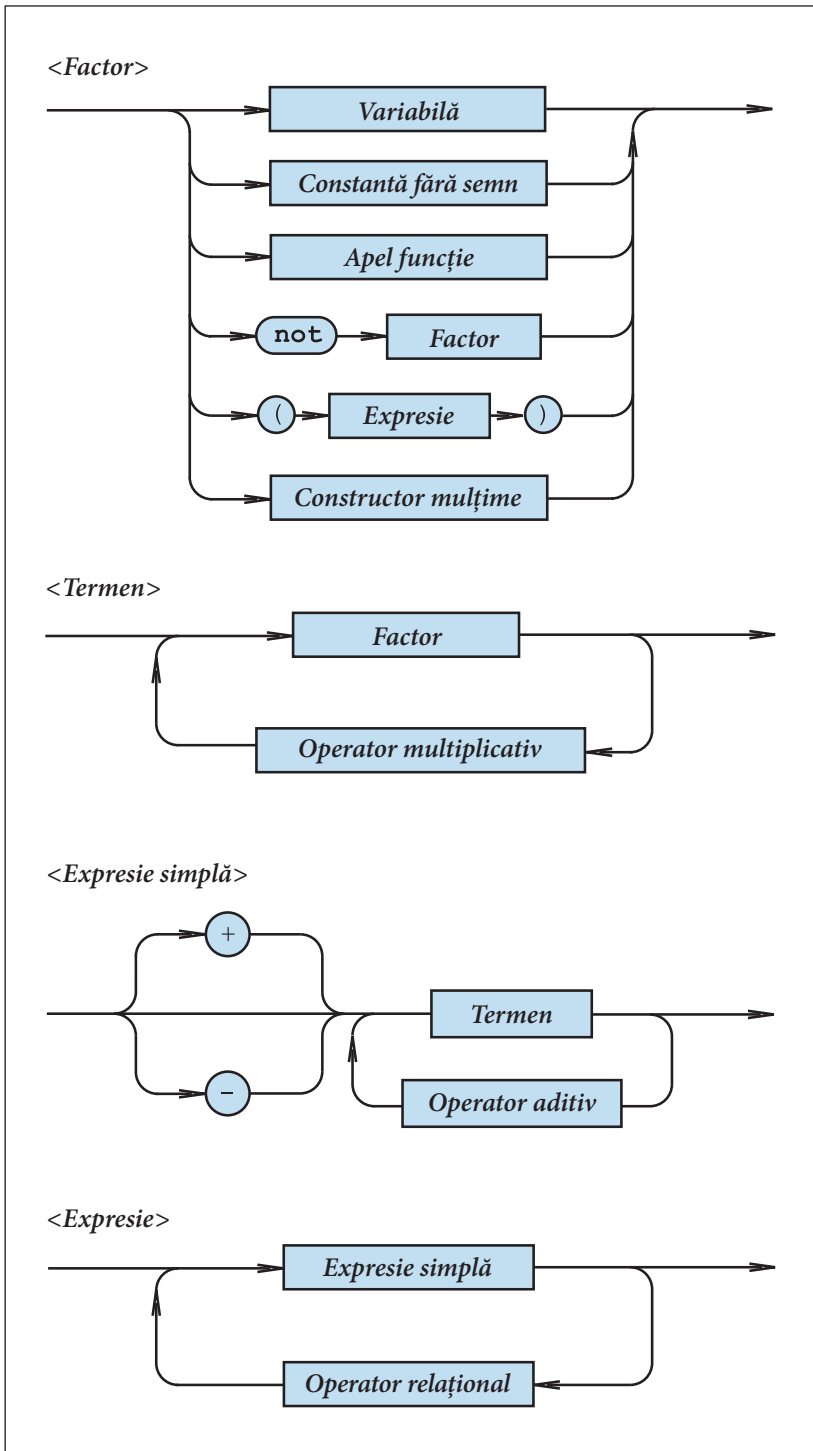 <Factor>
Variabilă
Constantă fără semn
Apel funcție
not Factor
( Expresie )
Constructor mulțime
<Termen>
Factor
Operator multiplicativ
<Expresie simplă>
+
Termen
−
Operator aditiv
<Expresie>
Expresie simplă
Operator relațional